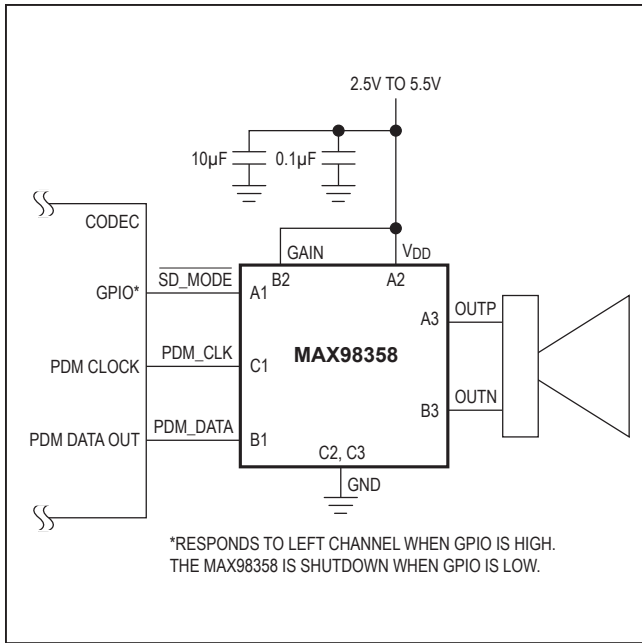 2.5V TO 5.5V
10µF
0.1µF
CODEC
GAIN
VDD
SD_MODE
B2
A2
GPIO*
A1
OUTP
A3
MAX98358
PDM CLOCK
PDM_CLK
C1
OUTN
B3
PDM DATA OUT
PDM_DATA
B1
C2, C3
GND
*RESPONDS TO LEFT CHANNEL WHEN GPIO IS HIGH.
THE MAX98358 IS SHUTDOWN WHEN GPIO IS LOW.